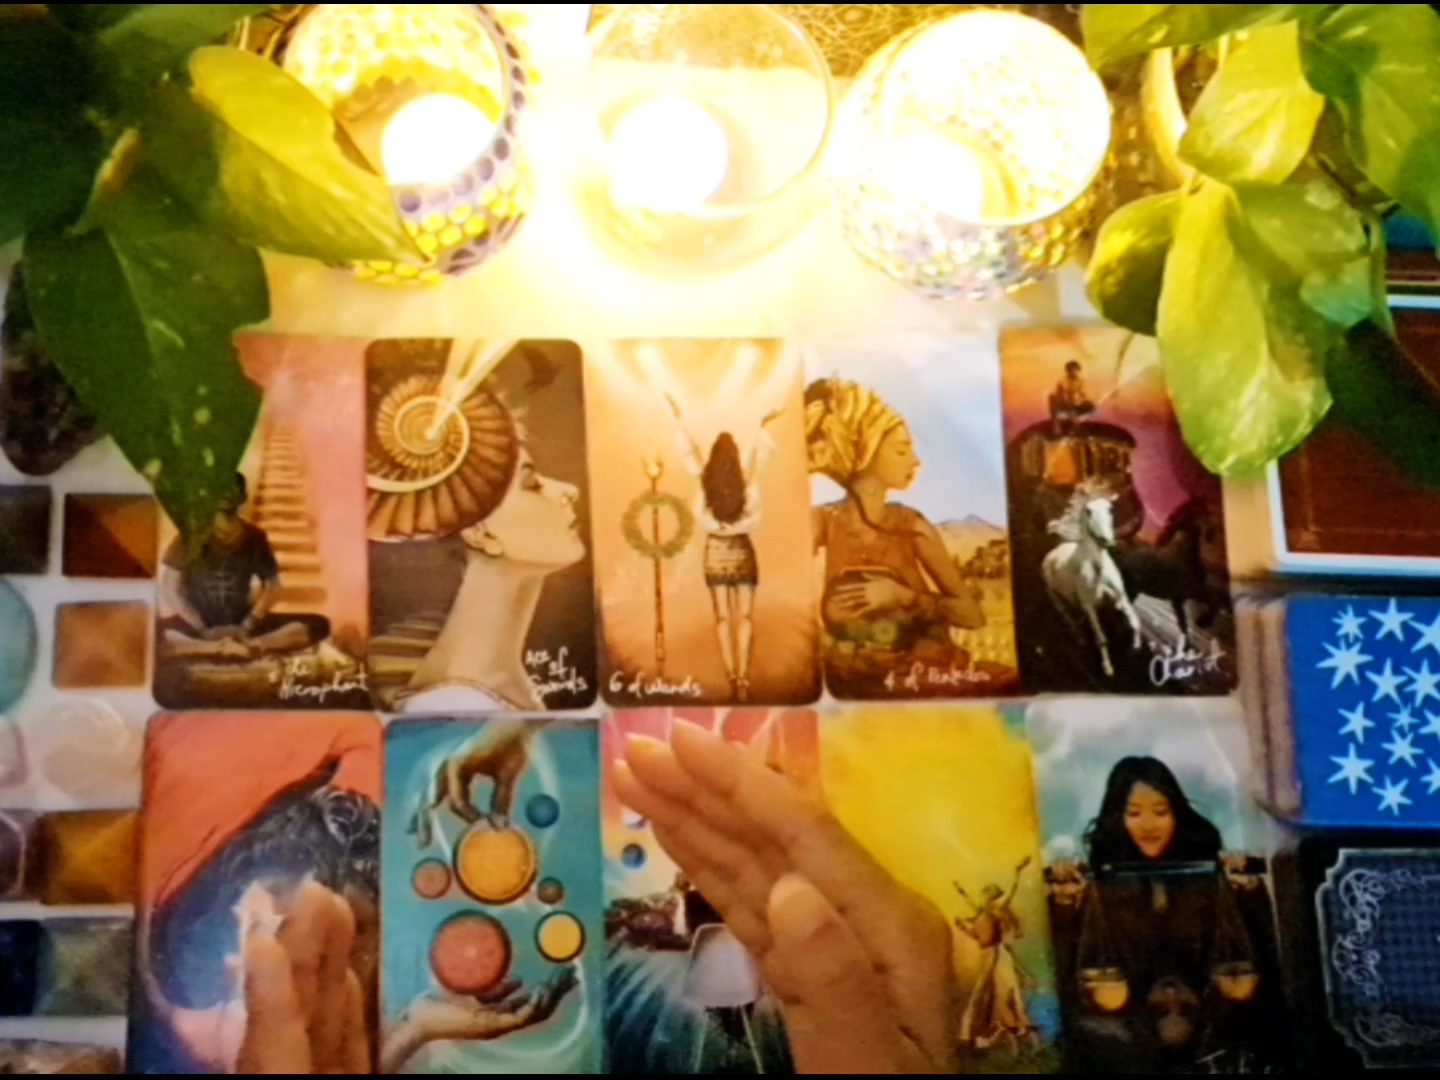 the
Hierophant
Ace
of
Swords
6 of wands
4 of Pentacles
the
Chariot